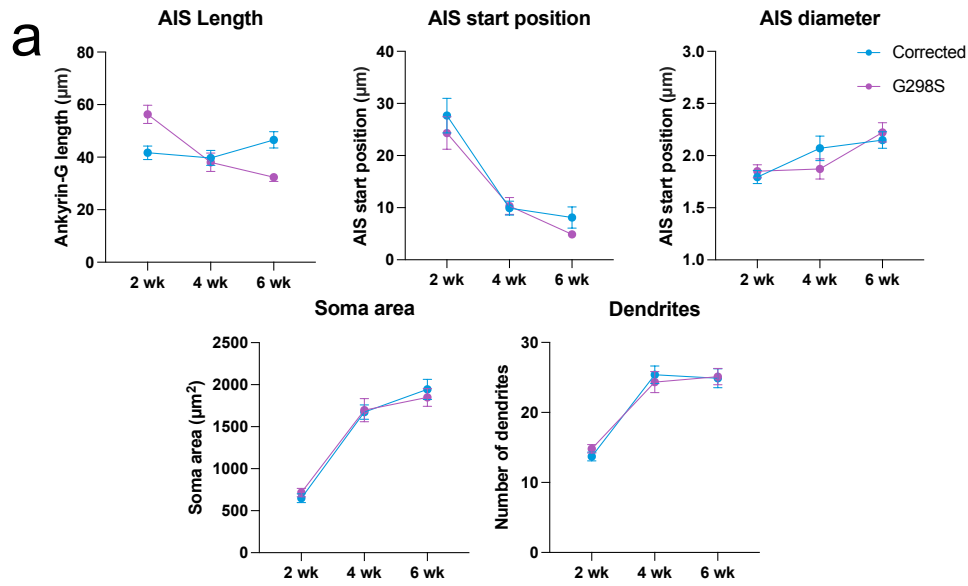 a
AIS Length
Ankyrin-G length (μm)
80
60
40
20
0
2 wk 4 wk 6 wk
AIS start position
AIS start position (μm)
40
30
20
10
0
2 wk 4 wk 6 wk
AIS diameter
AIS start position (μm)
3.0
2.5
2.0
1.5
1.0
2 wk 4 wk 6 wk
Corrected
G298S
Soma area
Soma area (μm²)
2500
2000
1500
1000
500
0
2 wk 4 wk 6 wk
Dendrites
Number of dendrites
30
20
10
0
2 wk 4 wk 6 wk